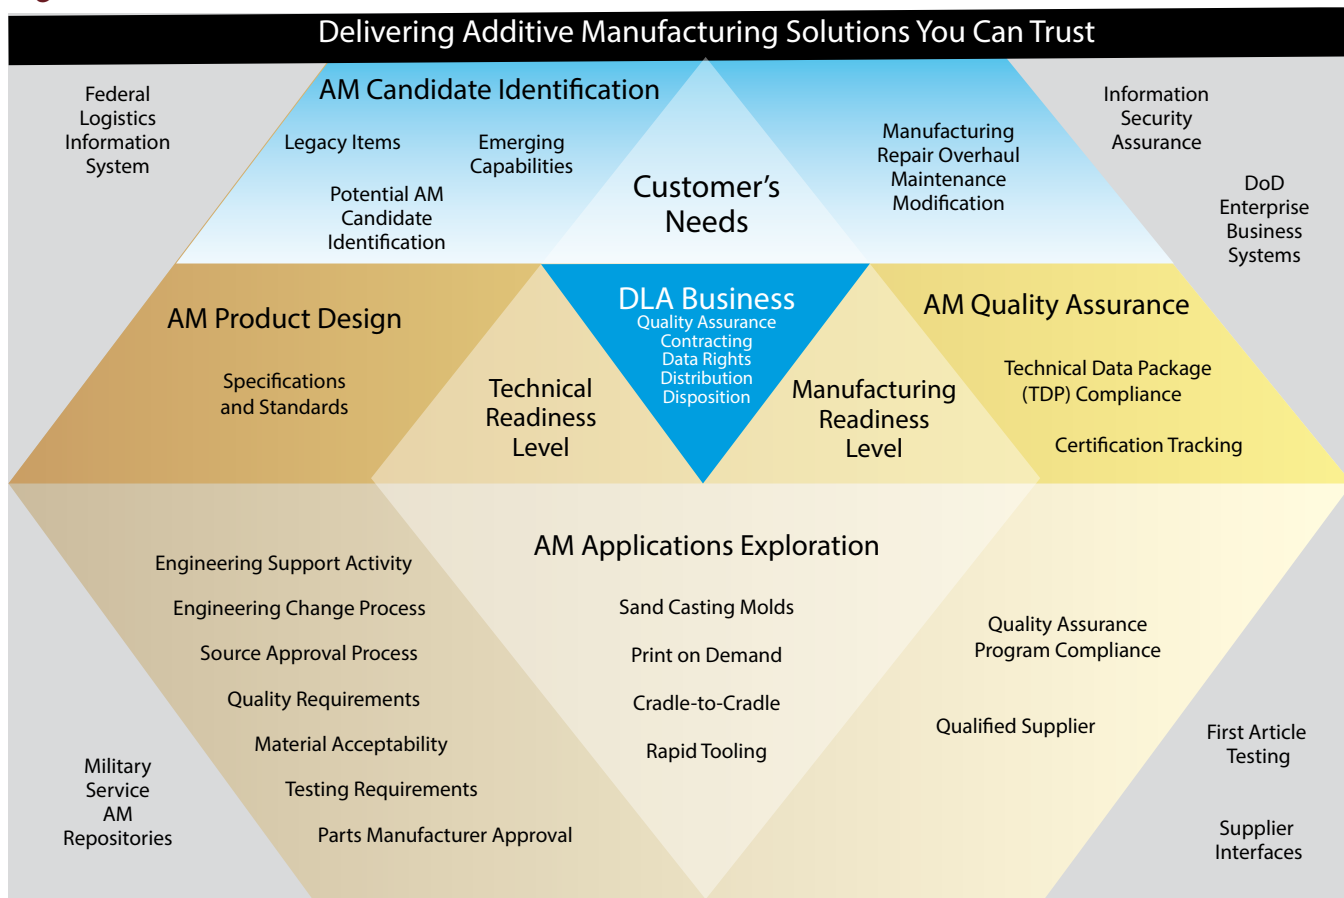 Delivering Additive Manufacturing Solutions You Can Trust
Federal
Logistics
Information
System
AM Candidate Identification
Legacy Items
Emerging
Capabilities
Potential AM
Candidate
Identification
Customer's
Needs
Manufacturing
Repair Overhaul
Maintenance
Modification
Information
Security
Assurance
DoD
Enterprise
Business
Systems
AM Product Design
Specifications
and Standards
Technical
Readiness
Level
DLA Business
Quality Assurance
Contracting
Data Rights
Distribution
Disposition
Manufacturing
Readiness
Level
AM Quality Assurance
Technical Data Package
(TDP) Compliance
Certification Tracking
Engineering Support Activity
Engineering Change Process
Source Approval Process
Quality Requirements
Material Acceptability
Testing Requirements
Parts Manufacturer Approval
AM Applications Exploration
Sand Casting Molds
Print on Demand
Cradle-to-Cradle
Rapid Tooling
Quality Assurance
Program Compliance
Qualified Supplier
Military
Service
AM
Repositories
First Article
Testing
Supplier
Interfaces